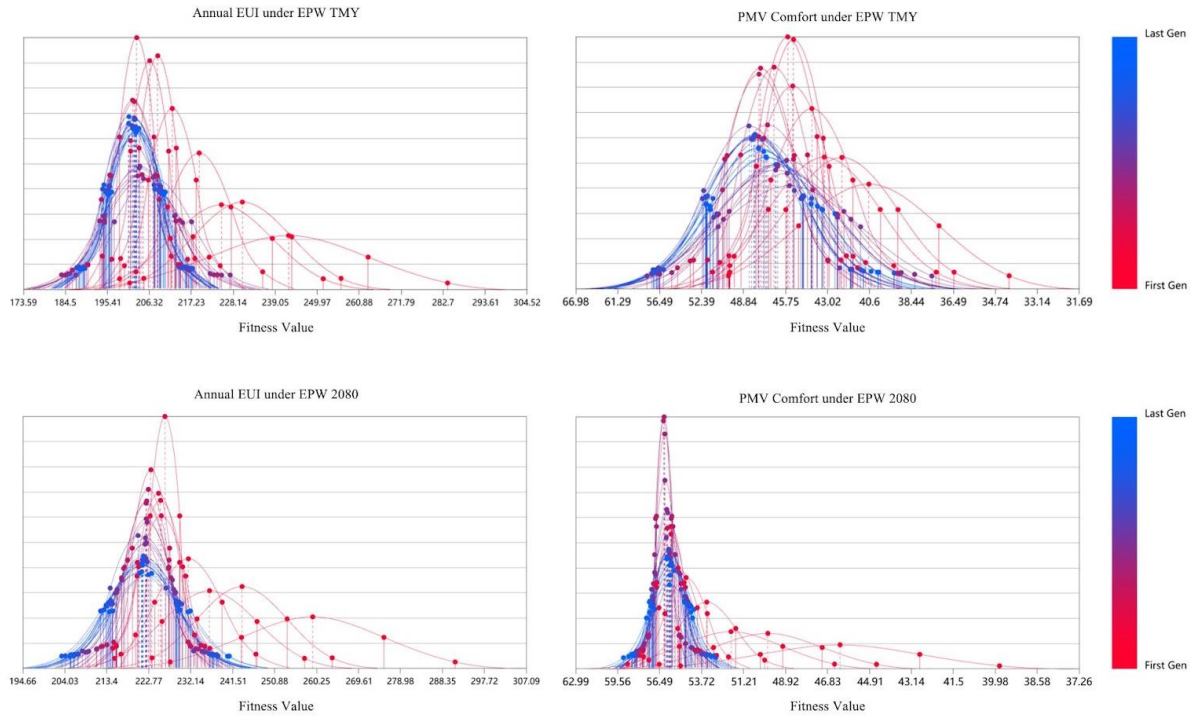 Annual EUI under EPW TMY
173.59 184.5 195.41 206.32 217.23 228.14 239.05 249.97 260.88 271.79 282.7 293.61 304.52
Fitness Value
PMV Comfort under EPW TMY
66.98 61.29 56.49 52.39 48.84 45.75 43.02 40.6 38.44 36.49 34.74 33.14 31.69
Fitness Value
Last Gen
First Gen
Annual EUI under EPW 2080
194.66 204.03 213.4 222.77 232.14 241.51 250.88 260.25 269.62 278.98 288.35 297.72 307.09
Fitness Value
PMV Comfort under EPW 2080
62.99 59.56 56.49 53.72 51.21 48.92 46.83 44.91 43.14 41.5 39.98 38.58 37.26
Fitness Value
Last Gen
First Gen